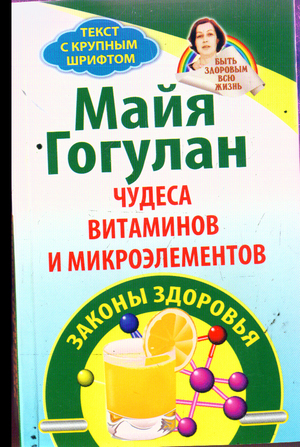 ТЕКСТ
С КРУПНЫМ
ШРИФТОМ
БЫТЬ
ЗДОРОВЫМ
ВСЮ
ЖИЗНЬ
Майя
Гогулан
ЧУДЕСА
ВИТАМИНОВ
И МИКРОЭЛЕМЕНТОВ
ЗАКОНЫ ЗДОРОВЬЯ